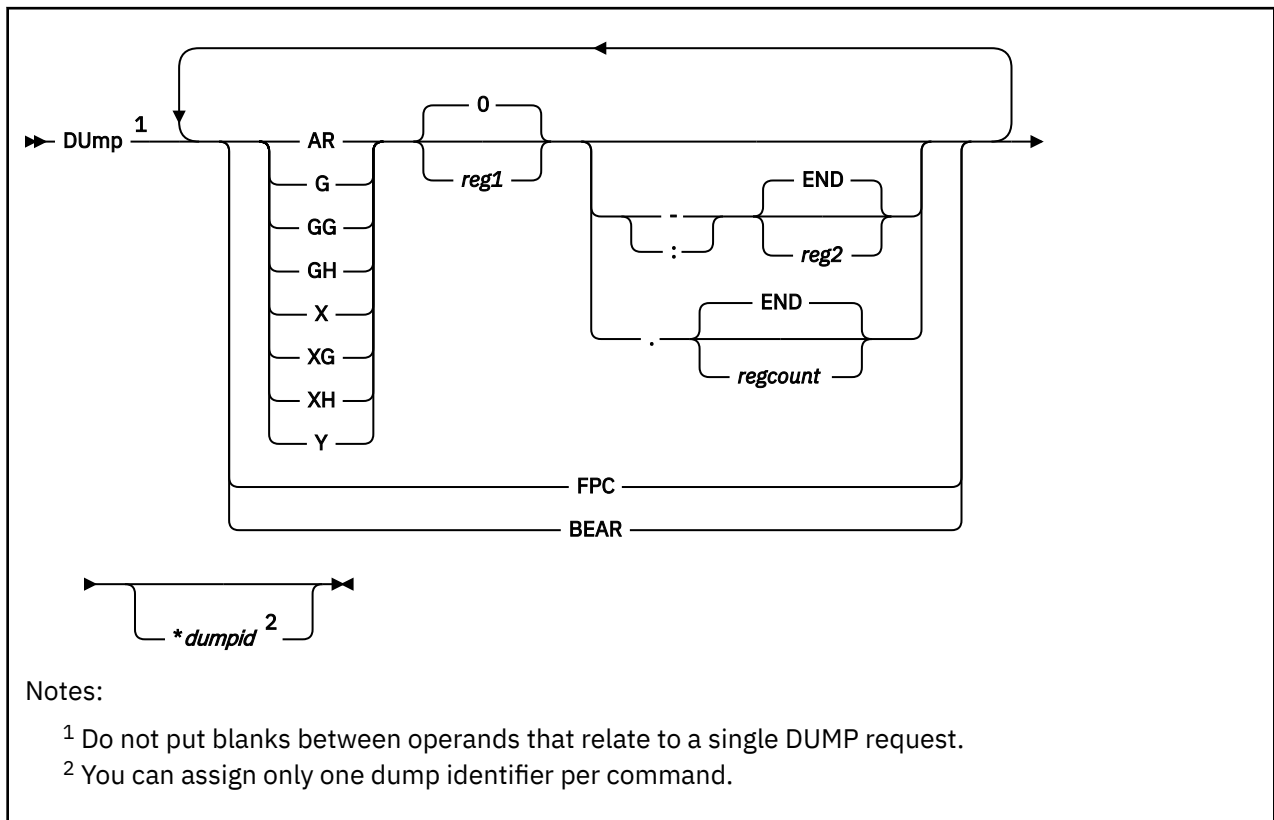 0
DUmp 1 AR
G reg1
END
GG - 
: reg2
GH
X END
.
XG
regcount
XH
Y
FPC
BEAR
*dumpid 2
Notes:
1 Do not put blanks between operands that relate to a single DUMP request.
2 You can assign only one dump identifier per command.